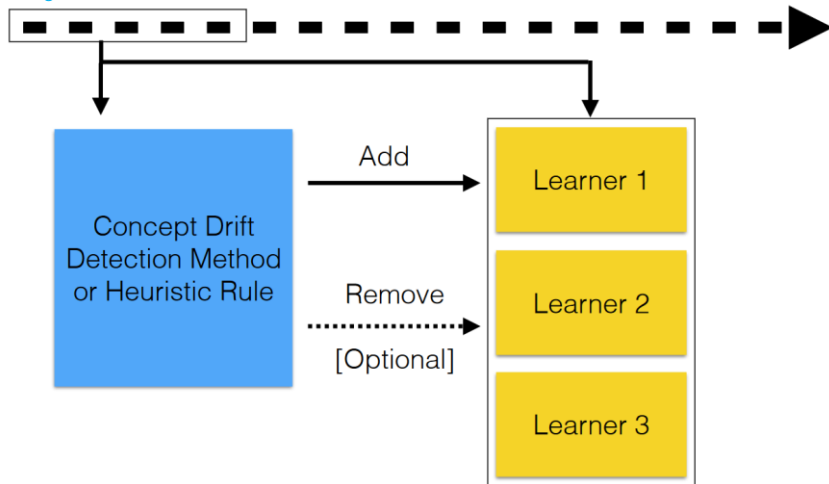 Concept Drift
Detection Method
or Heuristic Rule
Add
Remove
[Optional]
Learner 1
Learner 2
Learner 3